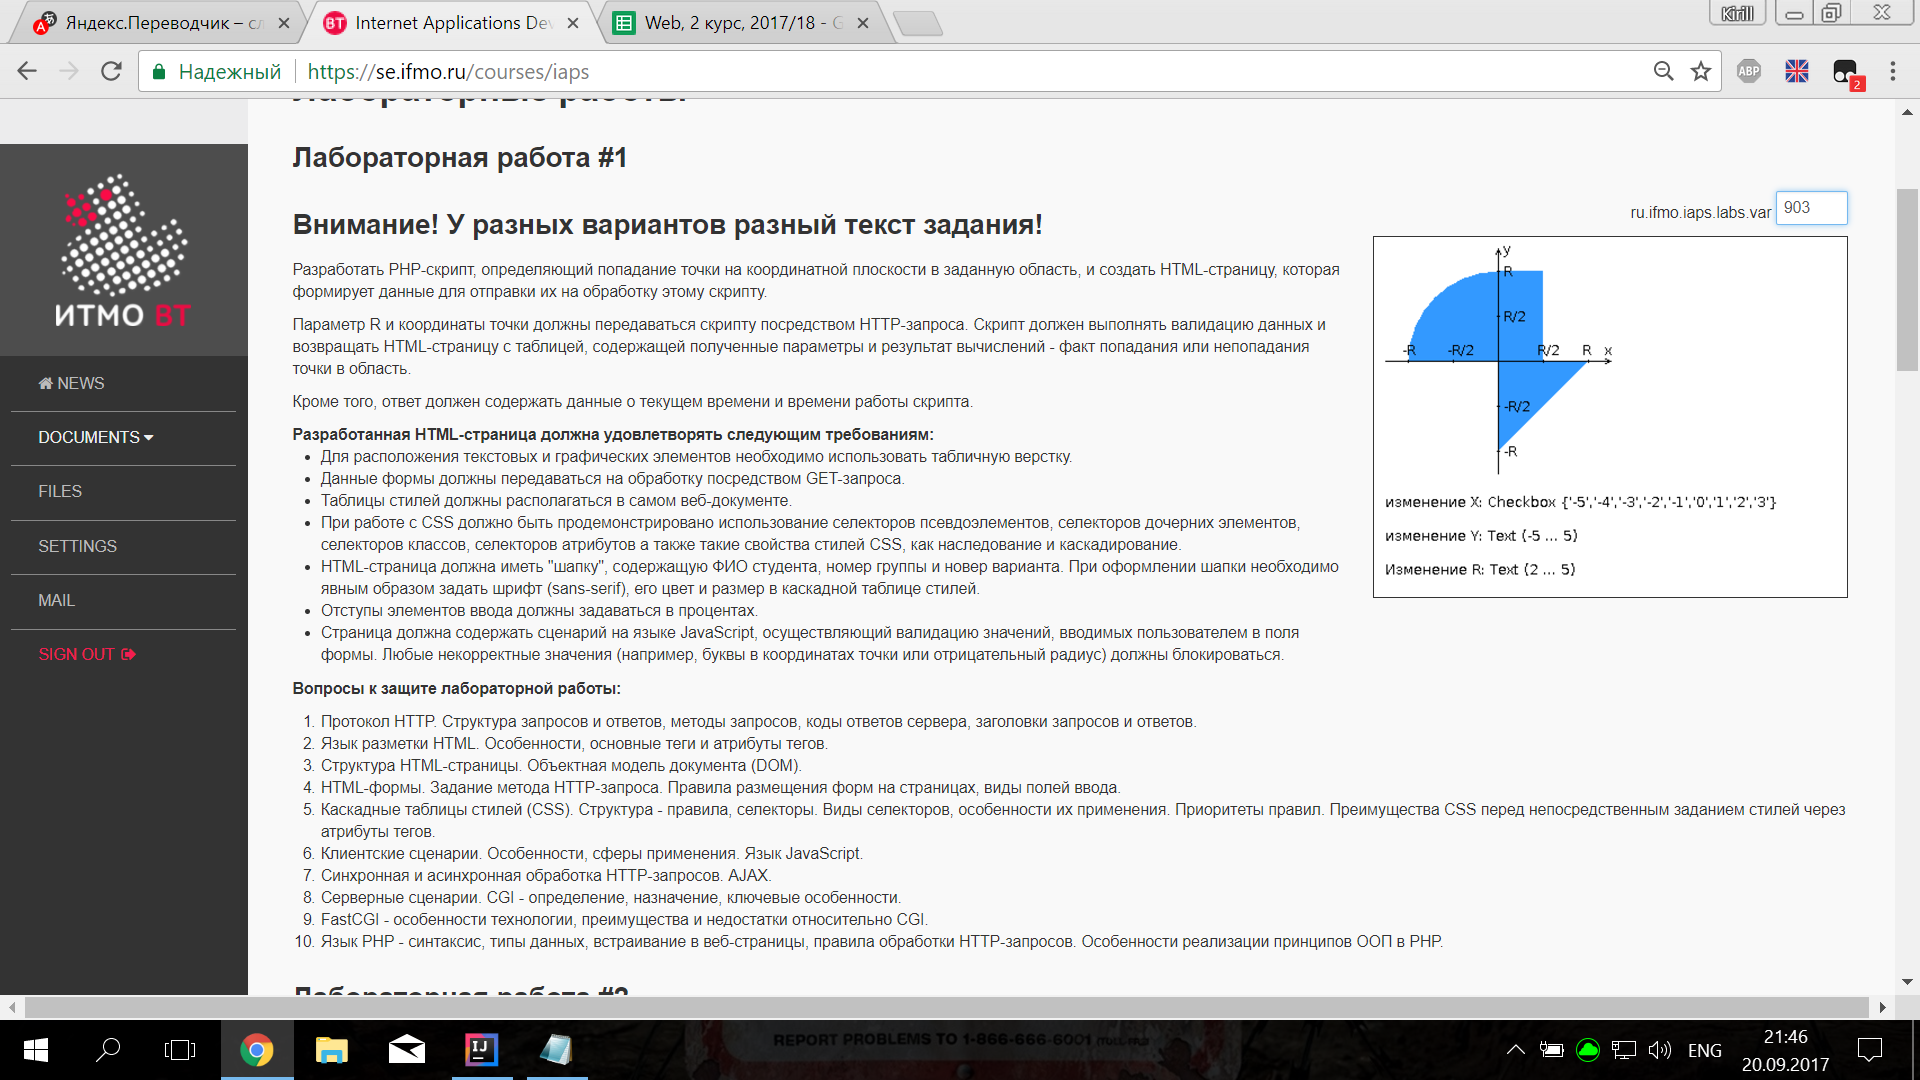 Яндекс.Переводчик – сл
Internet Applications Dev
Web, 2 курс, 2017/18 - G
Kirill
Надежный
https://se.ifmo.ru/courses/iaps
ABP
2
Лабораторные работы
Лабораторная работа #1
ru.ifmo.iaps.labs.var 903
Внимание! У разных вариантов разный текст задания!
Разработать PHP-скрипт, определяющий попадание точки на координатной плоскости в заданную область, и создать HTML-страницу, которая
формирует данные для отправки их на обработку этому скрипту.
Параметр R и координаты точки должны передаваться скрипту посредством HTTP-запроса. Скрипт должен выполнять валидацию данных и
возвращать HTML-страницу с таблицей, содержащей полученные параметры и результат вычислений - факт попадания или непопадания
точки в область.
Кроме того, ответ должен содержать данные о текущем времени и времени работы скрипта.
Разработанная HTML-страница должна удовлетворять следующим требованиям:
• Для расположения текстовых и графических элементов необходимо использовать табличную верстку.
• Данные формы должны передаваться на обработку посредством GET-запроса.
• Таблицы стилей должны располагаться в самом веб-документе.
• При работе с CSS должно быть продемонстрировано использование селекторов псевдоэлементов, селекторов дочерних элементов,
селекторов классов, селекторов атрибутов а также такие свойства стилей CSS, как наследование и каскадирование.
• HTML-страница должна иметь "шапку", содержащую ФИО студента, номер группы и новер варианта. При оформлении шапки необходимо
явным образом задать шрифт (sans-serif), его цвет и размер в каскадной таблице стилей.
• Отступы элементов ввода должны задаваться в процентах.
• Страница должна содержать сценарий на языке JavaScript, осуществляющий валидацию значений, вводимых пользователем в поля
формы. Любые некорректные значения (например, буквы в координатах точки или отрицательный радиус) должны блокироваться.
y
R
R/2
-R -R/2 R/2 R x
-R/2
-R
изменение X: Checkbox {'-5','-4','-3','-2','-1','0','1','2','3'}
изменение Y: Text (-5 ... 5)
Изменение R: Text (2 ... 5)
Вопросы к защите лабораторной работы:
1. Протокол HTTP. Структура запросов и ответов, методы запросов, коды ответов сервера, заголовки запросов и ответов.
2. Язык разметки HTML. Особенности, основные теги и атрибуты тегов.
3. Структура HTML-страницы. Объектная модель документа (DOM).
4. HTML-формы. Задание метода HTTP-запроса. Правила размещения форм на страницах, виды полей ввода.
5. Каскадные таблицы стилей (CSS). Структура - правила, селекторы. Виды селекторов, особенности их применения. Приоритеты правил. Преимущества CSS перед непосредственным заданием стилей через
атрибуты тегов.
6. Клиентские сценарии. Особенности, сферы применения. Язык JavaScript.
7. Синхронная и асинхронная обработка HTTP-запросов. AJAX.
8. Серверные сценарии. CGI - определение, назначение, ключевые особенности.
9. FastCGI - особенности технологии, преимущества и недостатки относительно CGI.
10. Язык PHP - синтаксис, типы данных, встраивание в веб-страницы, правила обработки HTTP-запросов. Особенности реализации принципов ООП в PHP.
Лабораторная работа #2
ИТМО ВТ
NEWS
DOCUMENTS
FILES
SETTINGS
MAIL
SIGN OUT
REPORT PROBLEMS TO 1-866-666-6001 (TOLL-FREE)
ENG
21:46
20.09.2017